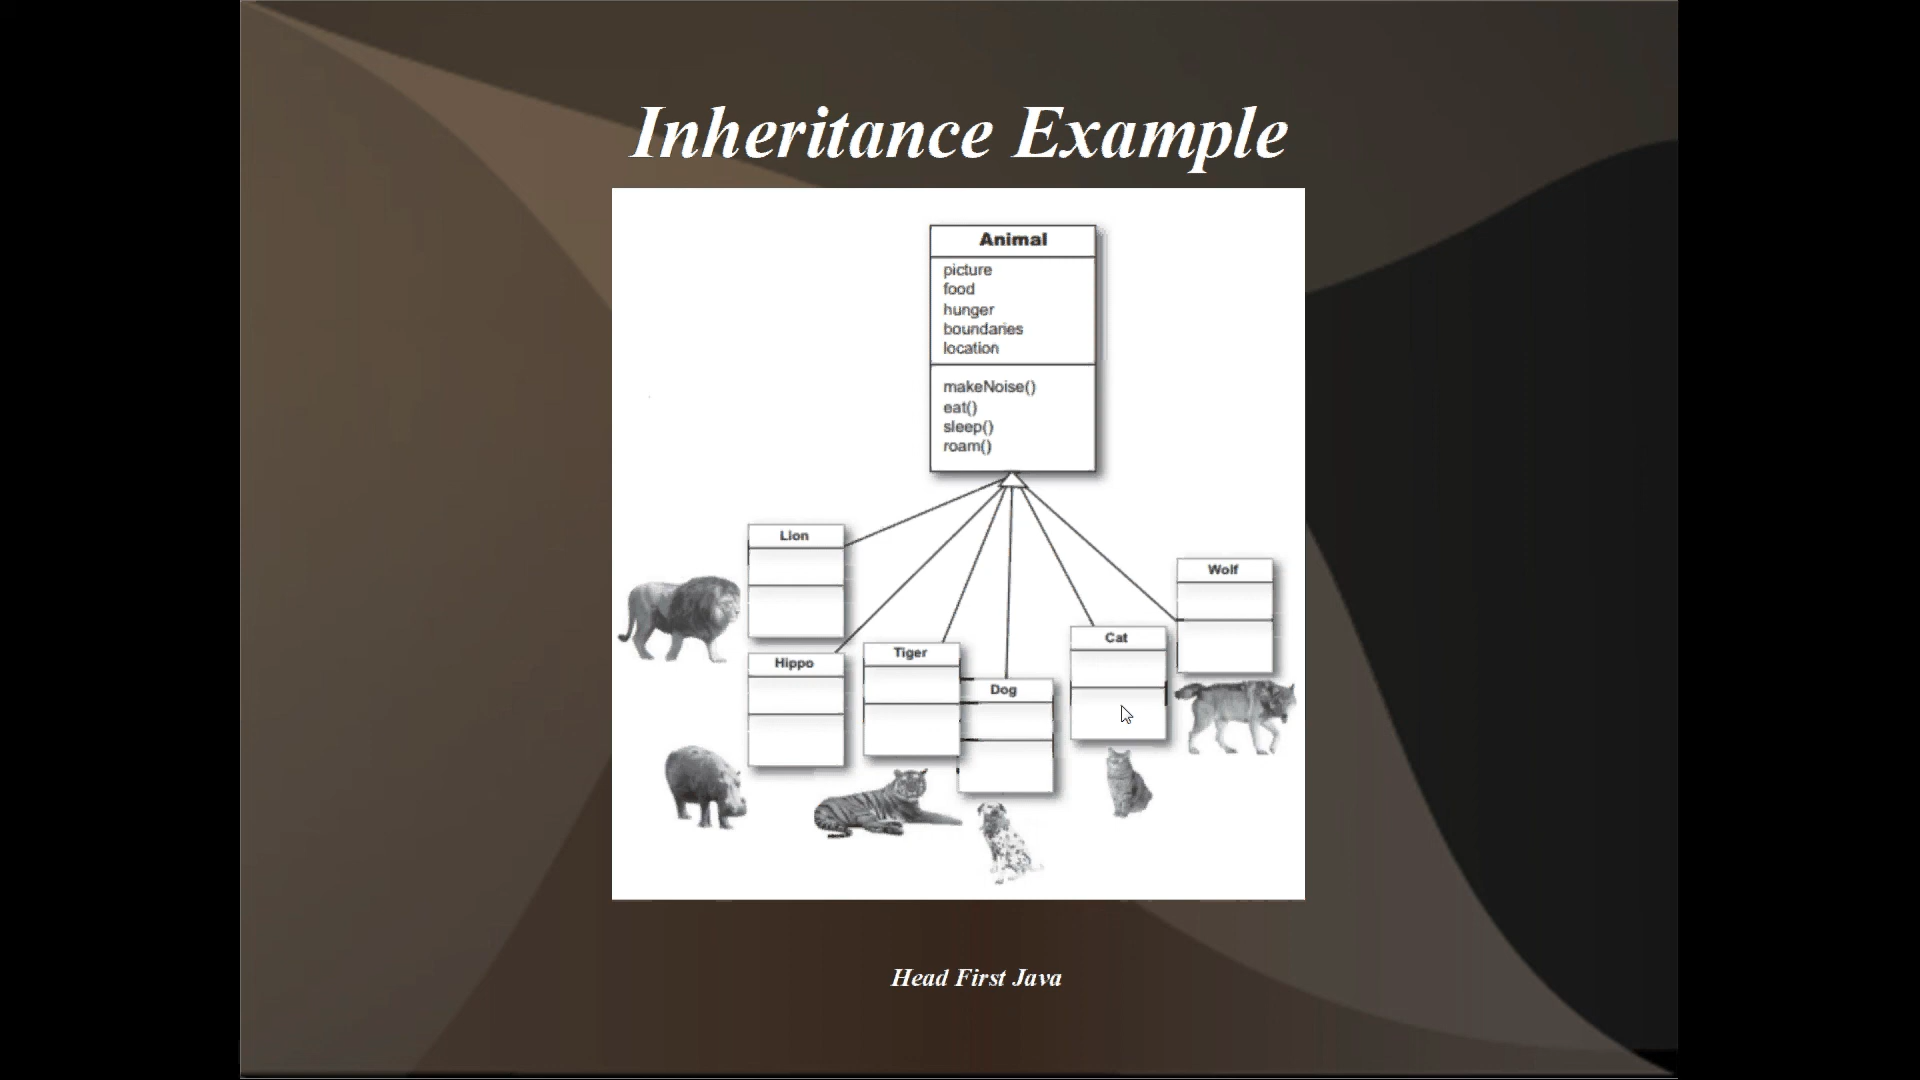 Inheritance Example
Animal
picture
food
hunger
boundaries
location
makeNoise()
eat()
sleep()
roam()
Lion
Wolf
Cat
Tiger
Hippo
Dog
Head First Java